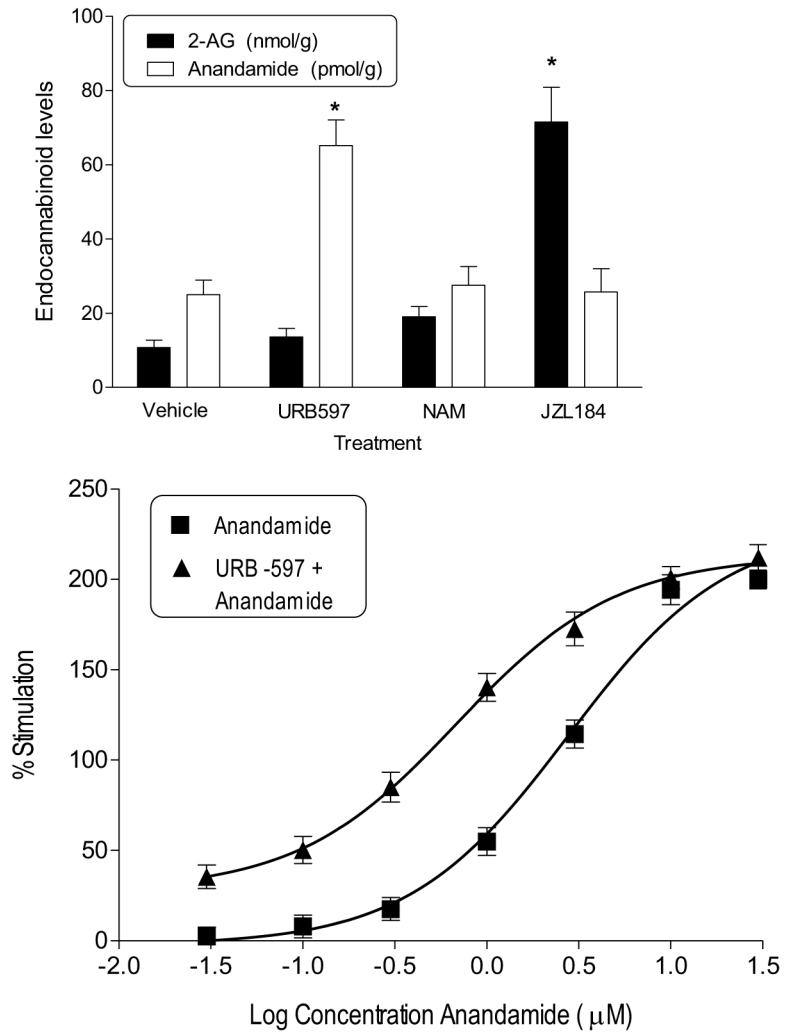 100
80
60
40
20
0
Endocannabinoid levels
2-AG (nmol/g)
Anandamide (pmol/g)
*
*
Vehicle URB597 NAM JZL184
Treatment
250
200
150
100
50
0
% Stimulation
Anandamide
URB -597 +
Anandamide
-2.0 -1.5 -1.0 -0.5 0.0 0.5 1.0 1.5
Log Concentration Anandamide ( μM)